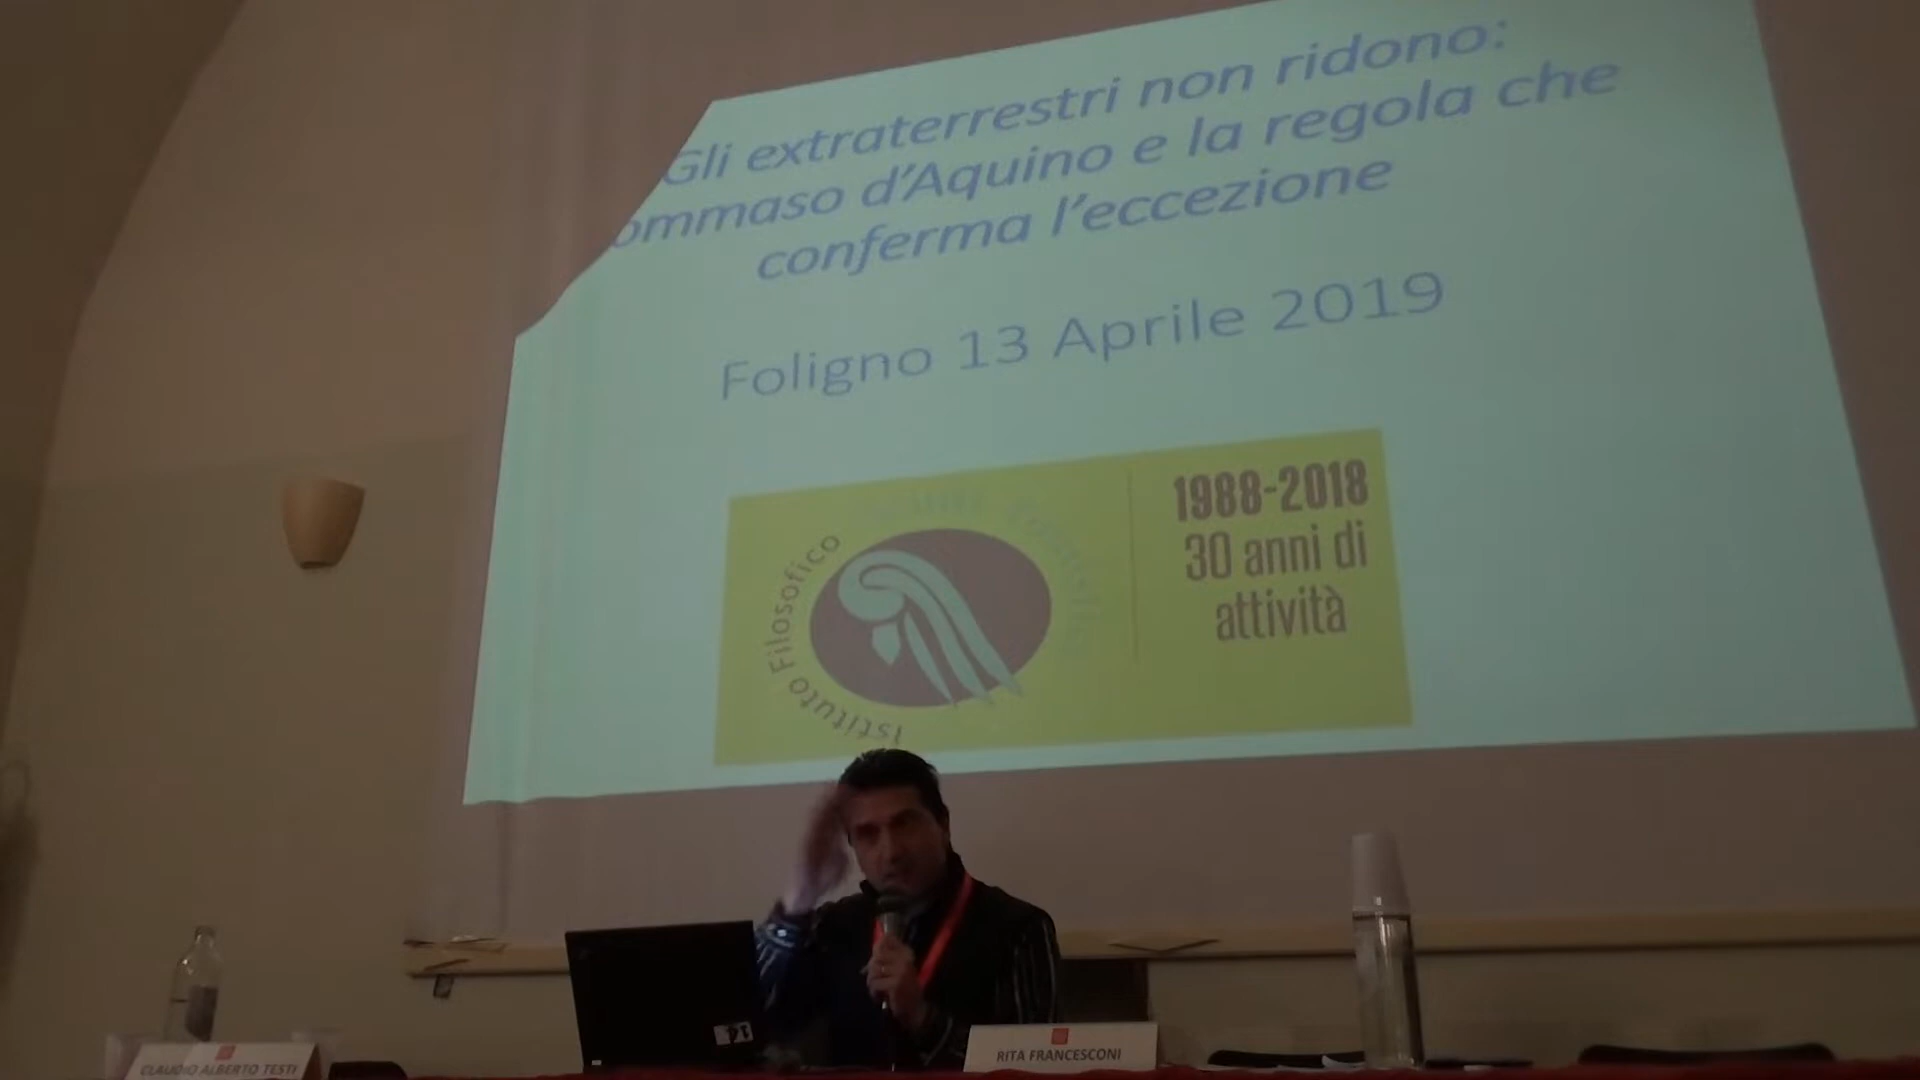 Gli extraterrestri non ridono:
ommaso d'Aquino e la regola che
conferma l'eccezione
Foligno 13 Aprile 2019
Istituto Filosofico
1988-2018
30 anni di
attività
14
CLAUDIO ALBERTO TESTI
RITA FRANCESCONI